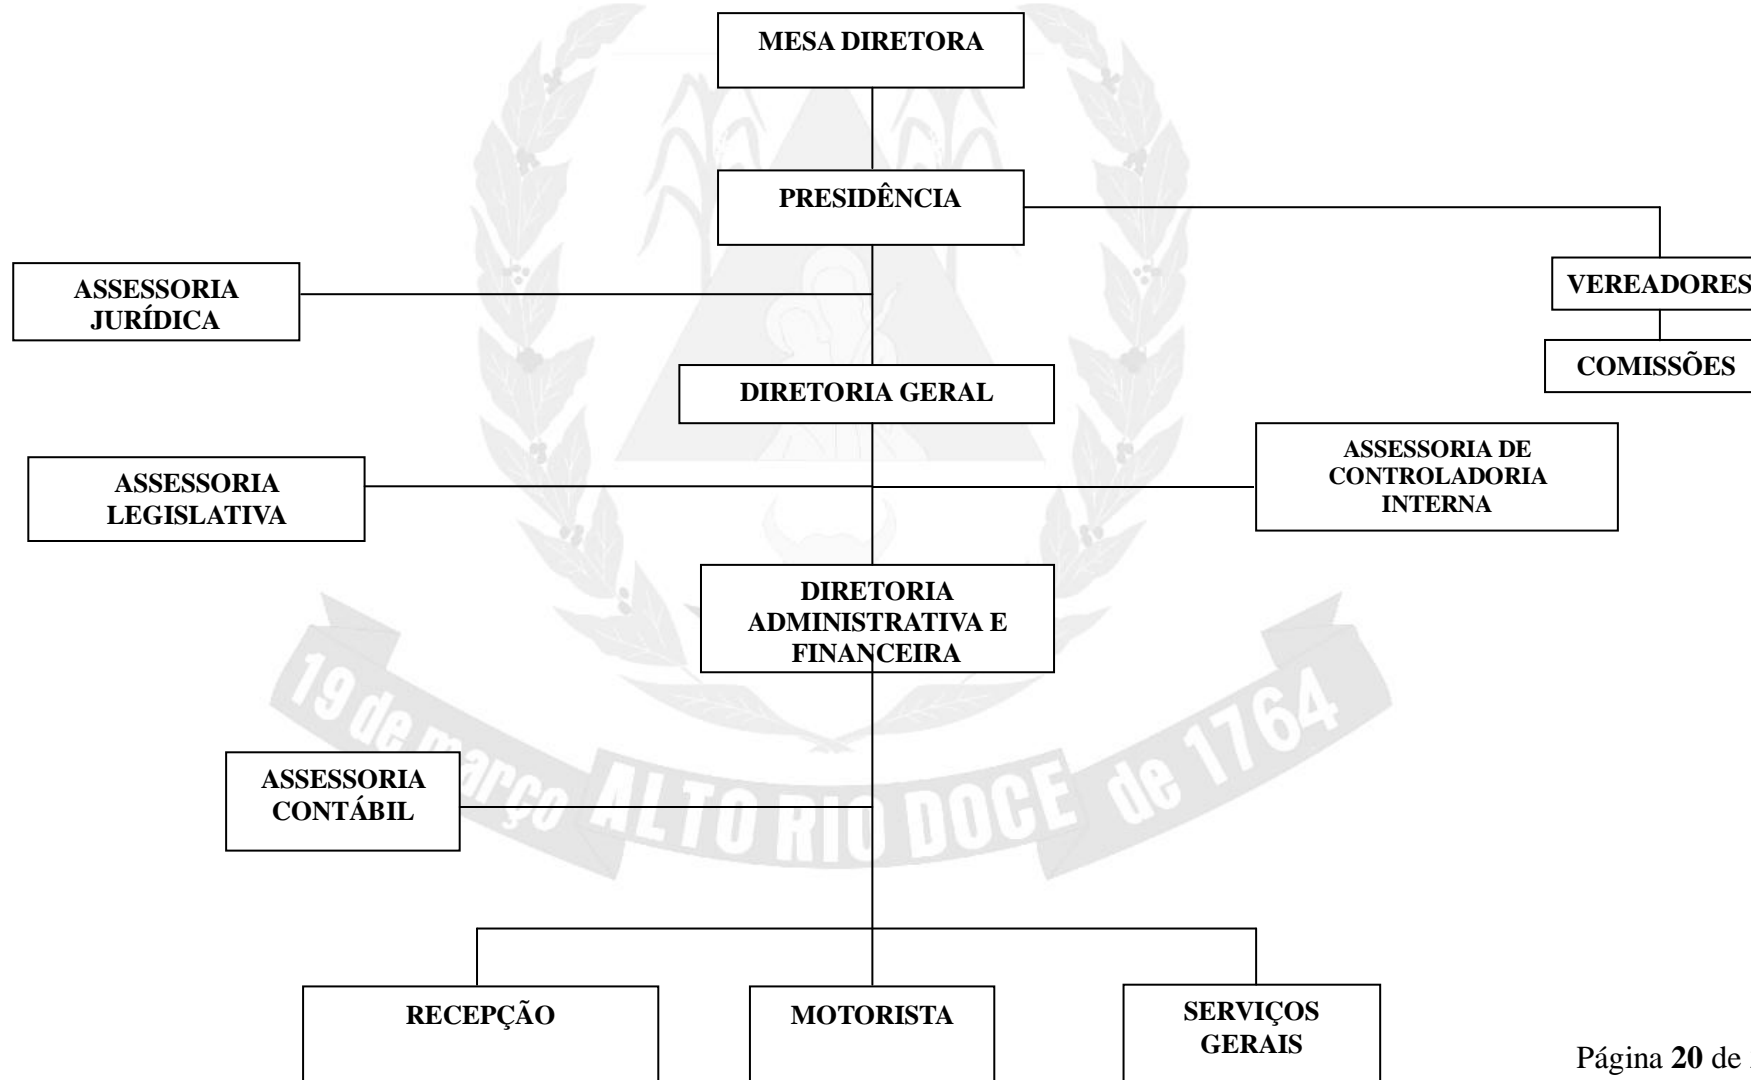 MESA DIRETORA
PRESIDÊNCIA
ASSESSORIA
JURÍDICA
VEREADORES
COMISSÕES
DIRETORIA GERAL
ASSESSORIA
LEGISLATIVA
ASSESSORIA DE
CONTROLADORIA
INTERNA
DIRETORIA
ADMINISTRATIVA E
FINANCEIRA
19 de março ALTO RIO DOCE de 1764
ASSESSORIA
CONTÁBIL
RECEPÇÃO
MOTORISTA
SERVIÇOS
GERAIS
Página 20 de